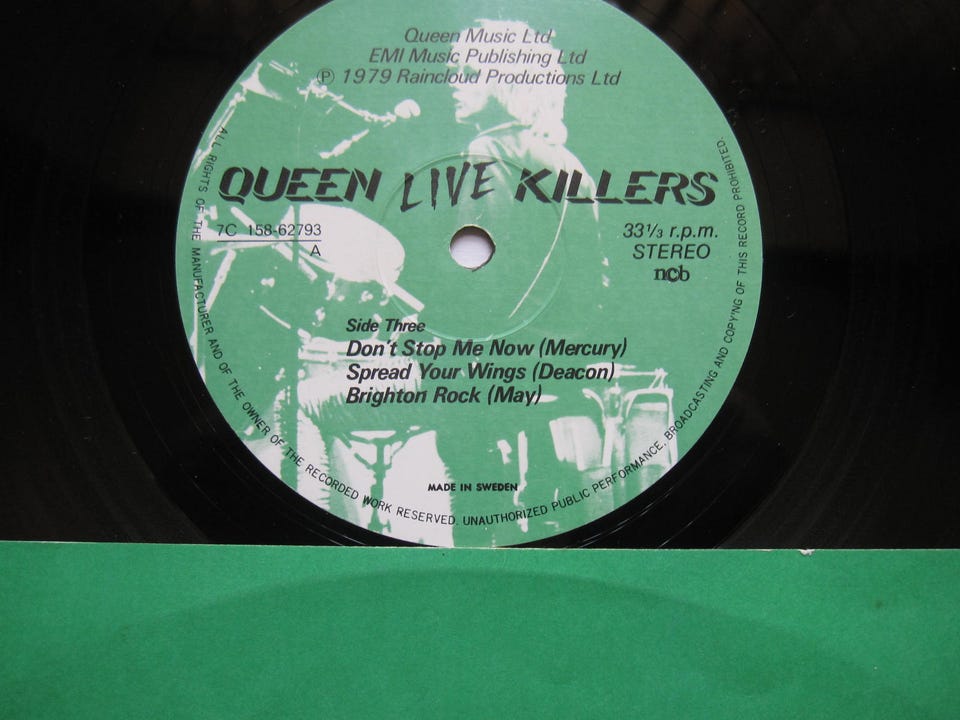 Queen Music Ltd
EMI Music Publishing Ltd
℗ 1979 Raincloud Productions Ltd
QUEEN LIVE KILLERS
7C 158-62793
A
33⅓ r.p.m.
STEREO
ncb
Side Three
Don't Stop Me Now (Mercury)
Spread Your Wings (Deacon)
Brighton Rock (May)
MADE IN SWEDEN
ALL RIGHTS OF THE MANUFACTURER AND OF THE OWNER OF THE RECORDED WORK RESERVED. UNAUTHORIZED PUBLIC PERFORMANCE, BROADCASTING AND COPY'NG OF THIS RECORD PROHIBITED.